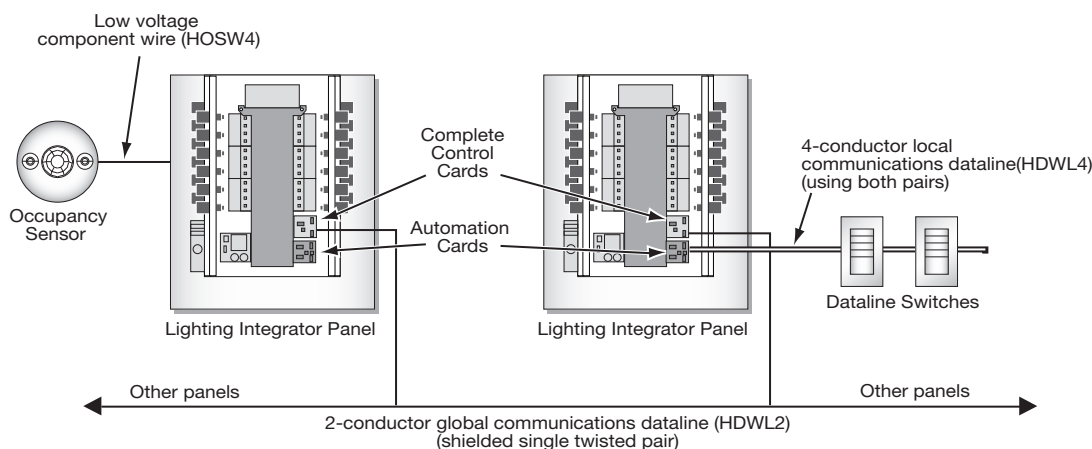 Low voltage
component wire (HOSW4)
Occupancy
Sensor
Complete
Control
Cards
Automation
Cards
4-conductor local
communications dataline(HDWL4)
(using both pairs)
Dataline Switches
Lighting Integrator Panel
Lighting Integrator Panel
Other panels
Other panels
2-conductor global communications dataline (HDWL2)
(shielded single twisted pair)